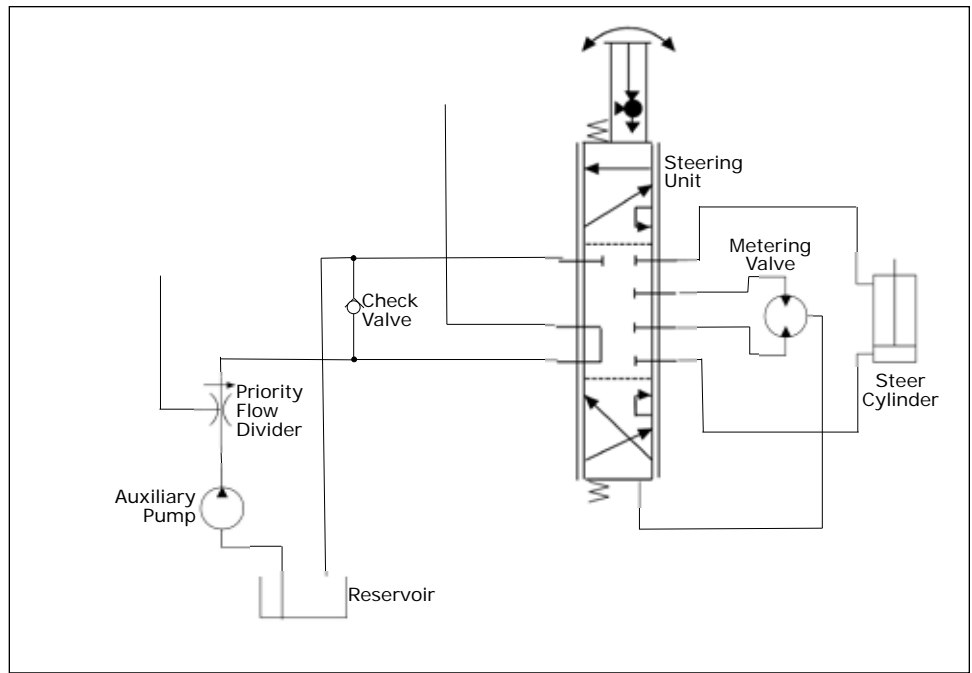 Steering
Unit
Metering
Valve
Check
Valve
Steer
Cylinder
Priority
Flow
Divider
Auxiliary
Pump
Reservoir